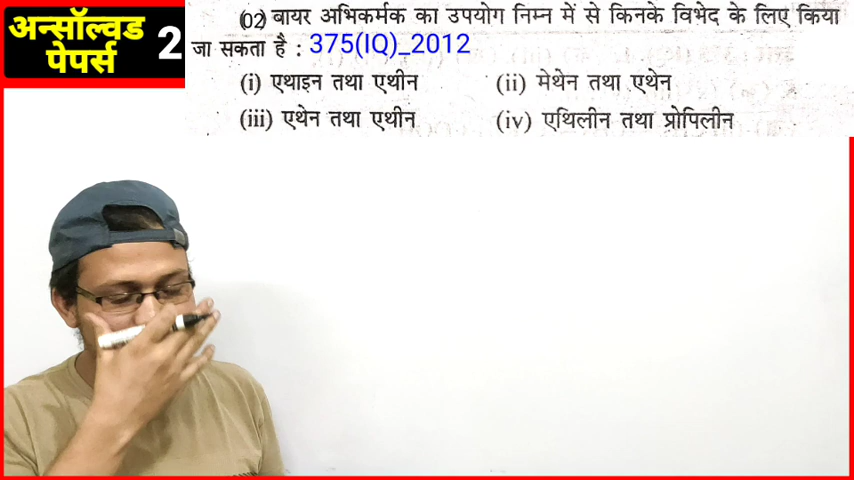 अन्सॉल्वड
पेपर्स 2
(02) बायर अभिकर्मक का उपयोग निम्न में से किनके विभेद के लिए किया
जा सकता है : 375(IQ)_2012
(i) एथाइन तथा एथीन (ii) मेथेन तथा एथेन
(iii) एथेन तथा एथीन (iv) एथिलीन तथा प्रोपिलीन